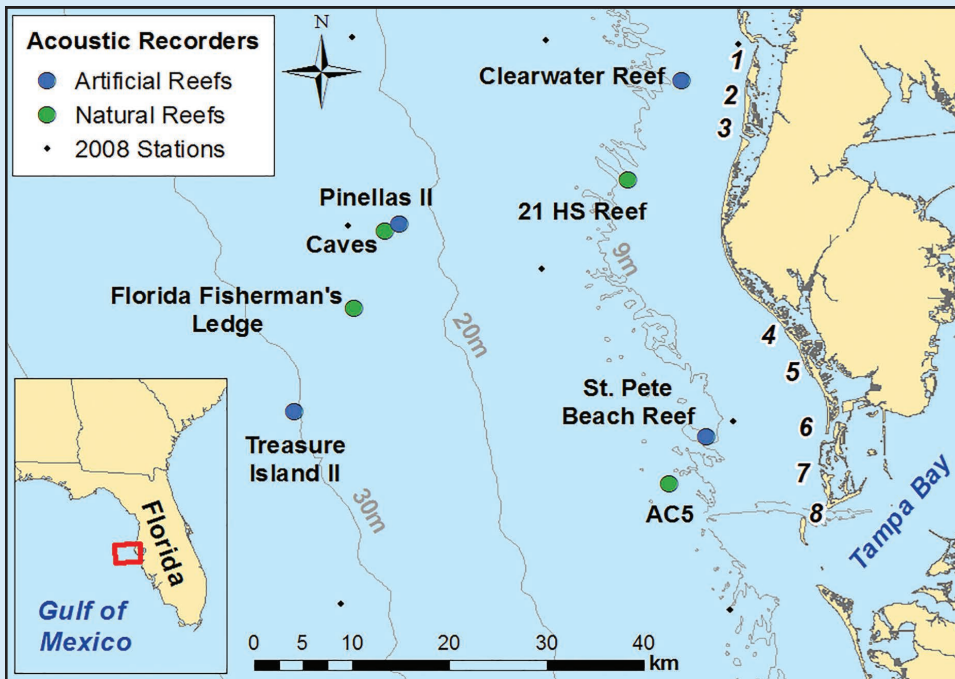 Acoustic Recorders
Artificial Reefs
Natural Reefs
2008 Stations
N
Clearwater Reef
1
2
3
Pinellas II
Caves
21 HS Reef
9m
Florida Fisherman's
Ledge
20m
4
5
St. Pete
Beach Reef
6
Treasure
Island II
30m
7
AC5
8
Tampa Bay
Florida
Gulf of
Mexico
0 10 20 30 40
km